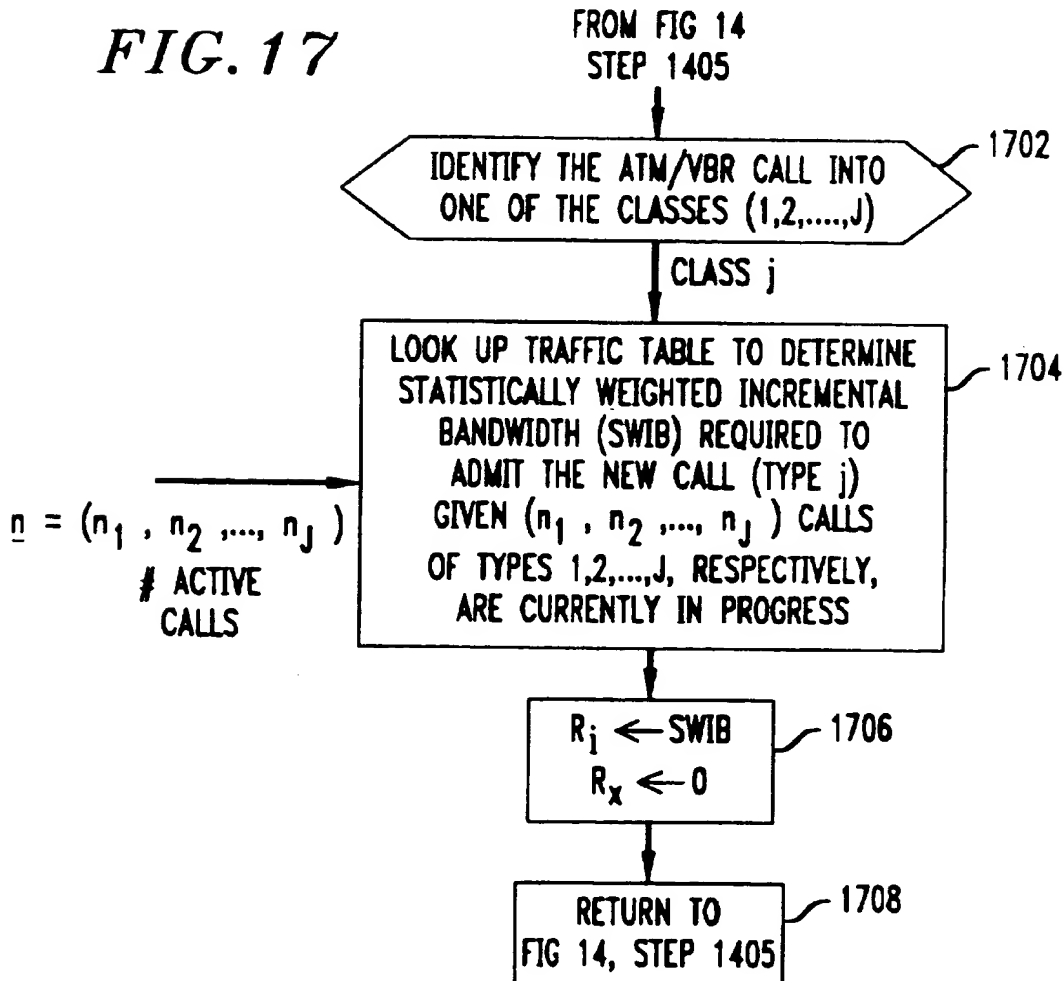 FIG. 17
FROM FIG 14
STEP 1405
1702
IDENTIFY THE ATM/VBR CALL INTO
ONE OF THE CLASSES (1,2,....,J)
CLASS j
1704
LOOK UP TRAFFIC TABLE TO DETERMINE
STATISTICALLY WEIGHTED INCREMENTAL
BANDWIDTH (SWIB) REQUIRED TO
ADMIT THE NEW CALL (TYPE j)
GIVEN (n1 , n2 ,..., nJ ) CALLS
OF TYPES 1,2,...,J, RESPECTIVELY,
ARE CURRENTLY IN PROGRESS
n = (n1 , n2 ,..., nJ )
# ACTIVE
CALLS
Ri ← SWIB
Rx ← 0
1706
RETURN TO
FIG 14, STEP 1405
1708